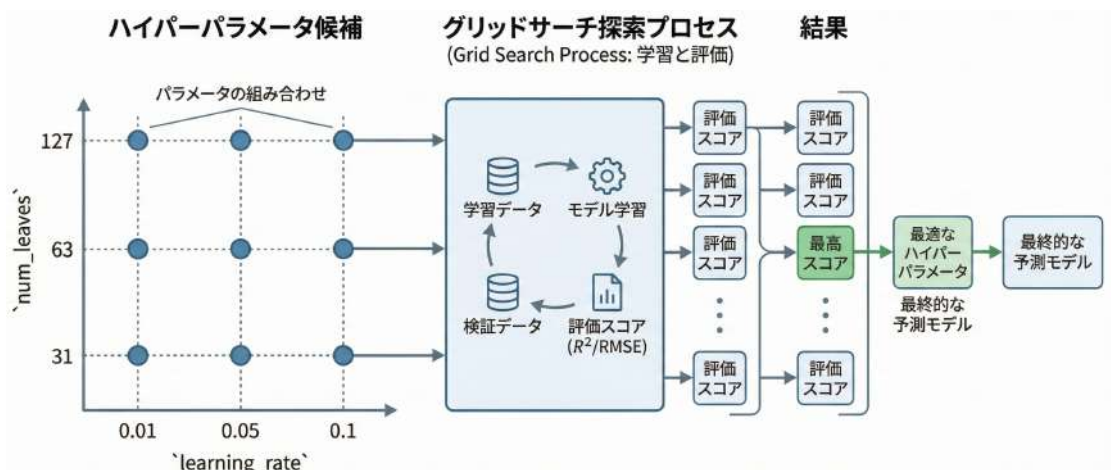 ハイパーパラメータ候補
パラメータの組み合わせ
127
63
31
`num_leaves`
0.01
0.05
0.1
`learning_rate`
グリッドサーチ探索プロセス
(Grid Search Process: 学習と評価)
学習データ
モデル学習
検証データ
評価スコア
(R²/RMSE)
評価
スコア
評価
スコア
評価
スコア
評価
スコア
結果
評価
スコア
評価
スコア
最高
スコア
評価
スコア
最適な
ハイパー
パラメータ
最終的な
予測モデル
最終的な
予測モデル